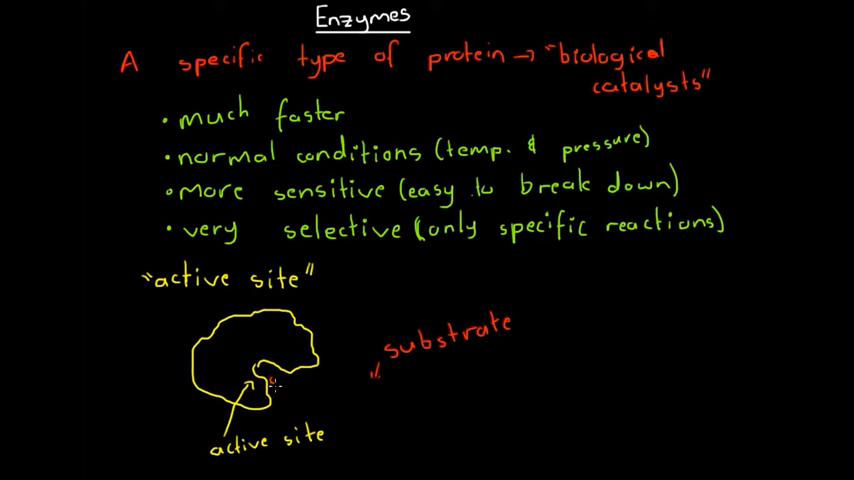 Enzymes
A specific type of protein → "biological
catalysts"
• much faster
• normal conditions (temp. & pressure)
• more sensitive (easy to break down)
• very selective (only specific reactions)
"active site"
"substrate
active site